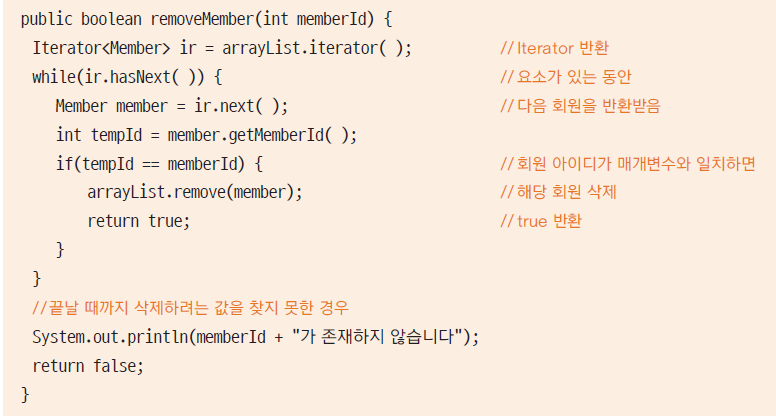 public boolean removeMember(int memberId) {
Iterator<Member> ir = arrayList.iterator( ); //Iterator 반환
while(ir.hasNext( )) { //요소가 있는 동안
Member member = ir.next( ); //다음 회원을 반환받음
int tempId = member.getMemberId( );
if(tempId == memberId) { //회원 아이디가 매개변수와 일치하면
arrayList.remove(member); //해당 회원 삭제
return true; //true 반환
}
}
//끝날 때까지 삭제하려는 값을 찾지 못한 경우
System.out.println(memberId + "가 존재하지 않습니다");
return false;
}